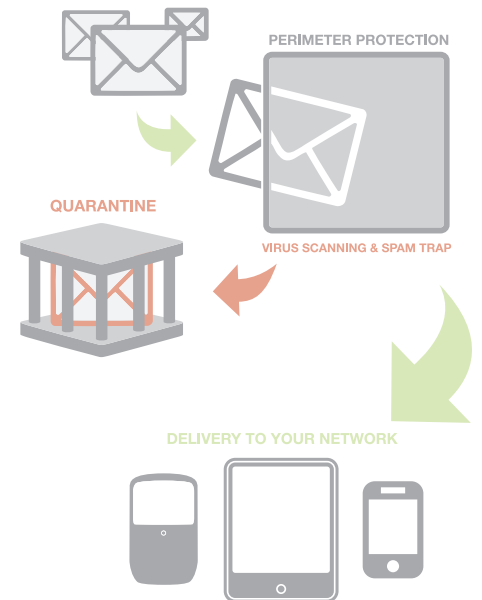 PERIMETER PROTECTION
QUARANTINE
VIRUS SCANNING & SPAM TRAP
DELIVERY TO YOUR NETWORK